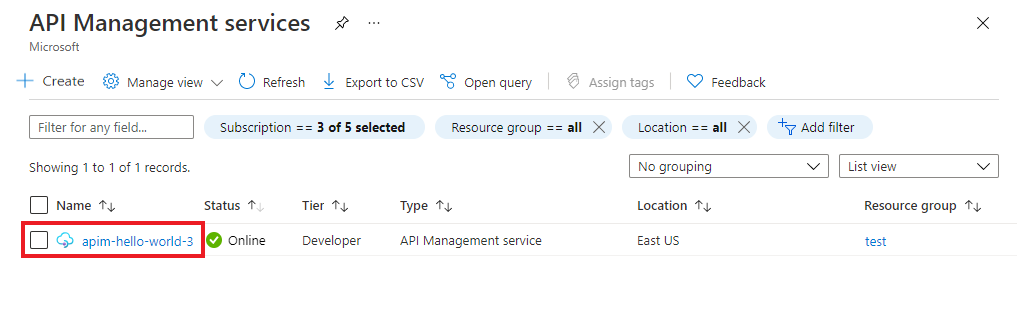 API Management services ...
Microsoft
Create Manage view Refresh Export to CSV Open query Assign tags Feedback
Filter for any field... Subscription == 3 of 5 selected Resource group == all Location == all Add filter
Showing 1 to 1 of 1 records. No grouping List view
Name Status Tier Type Location Resource group
apim-hello-world-3 Online Developer API Management service East US test